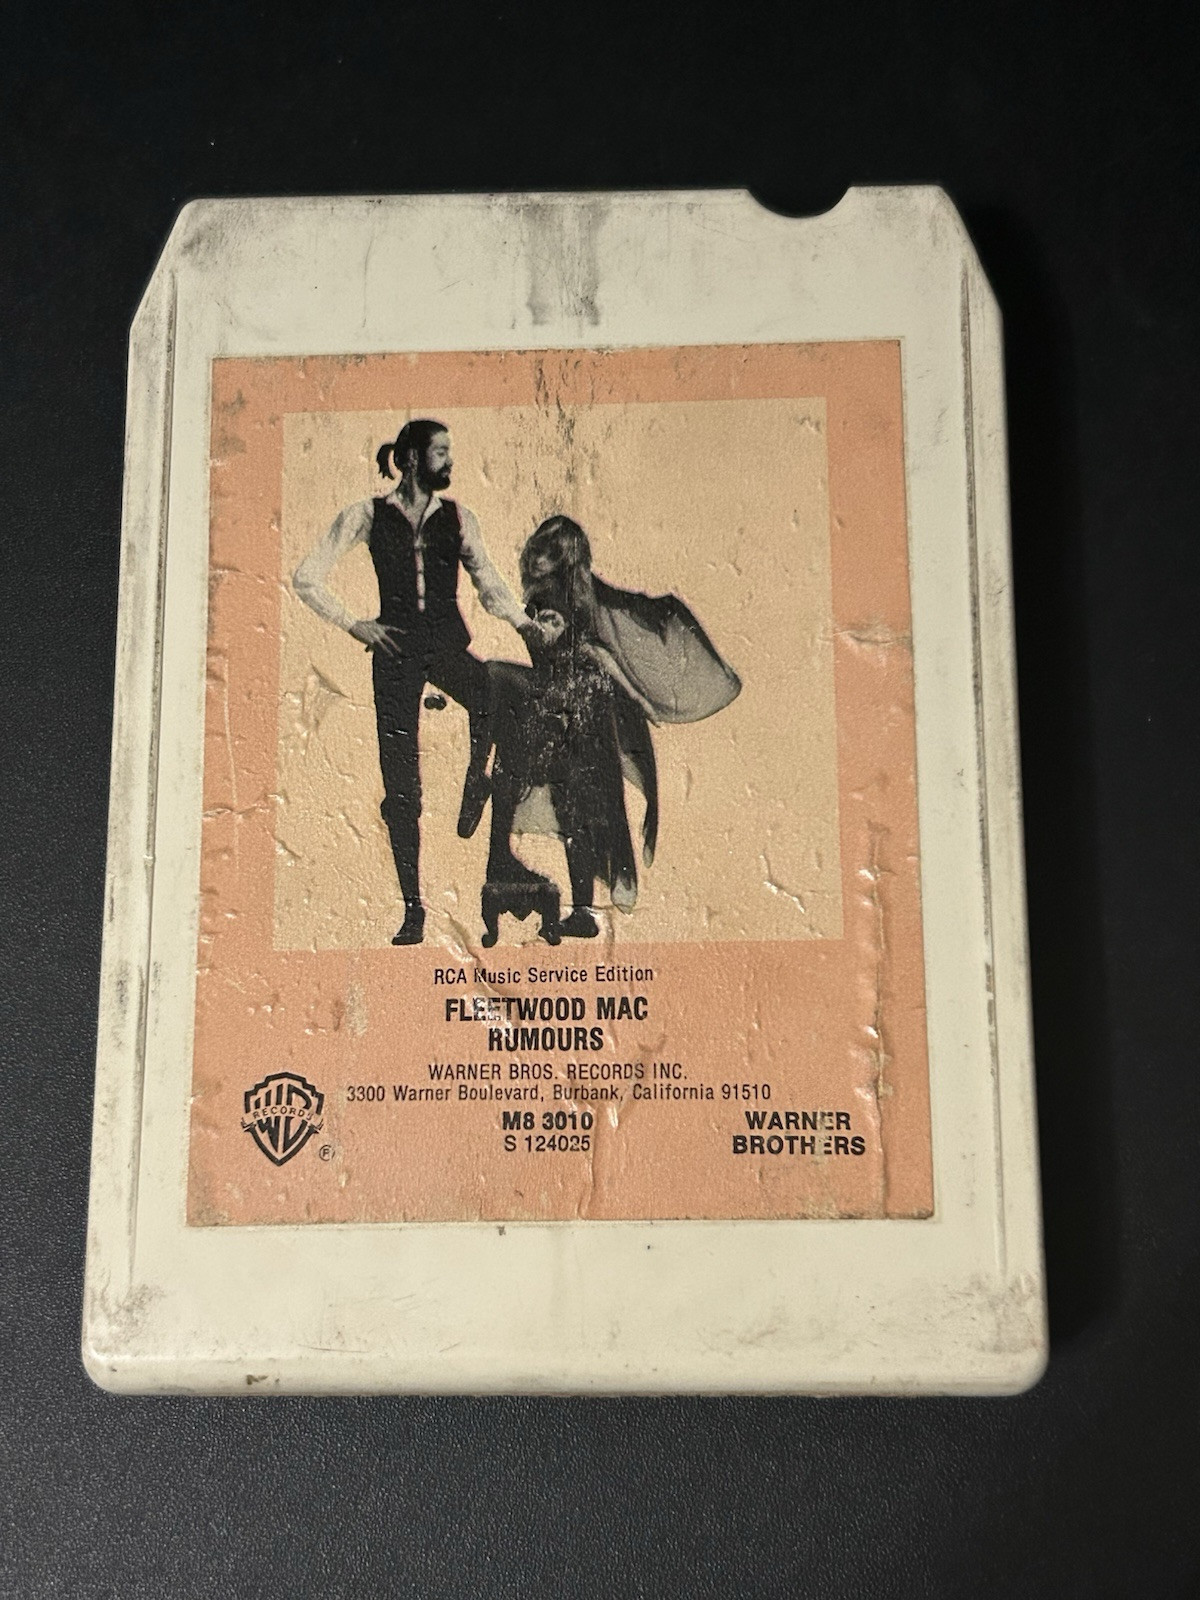 RCA Music Service Edition
FLEETWOOD MAC
RUMOURS
WARNER BROS. RECORDS INC.
3300 Warner Boulevard, Burbank, California 91510
WB
RECORDS
®
M8 3010
S 124025
WARNER
BROTHERS